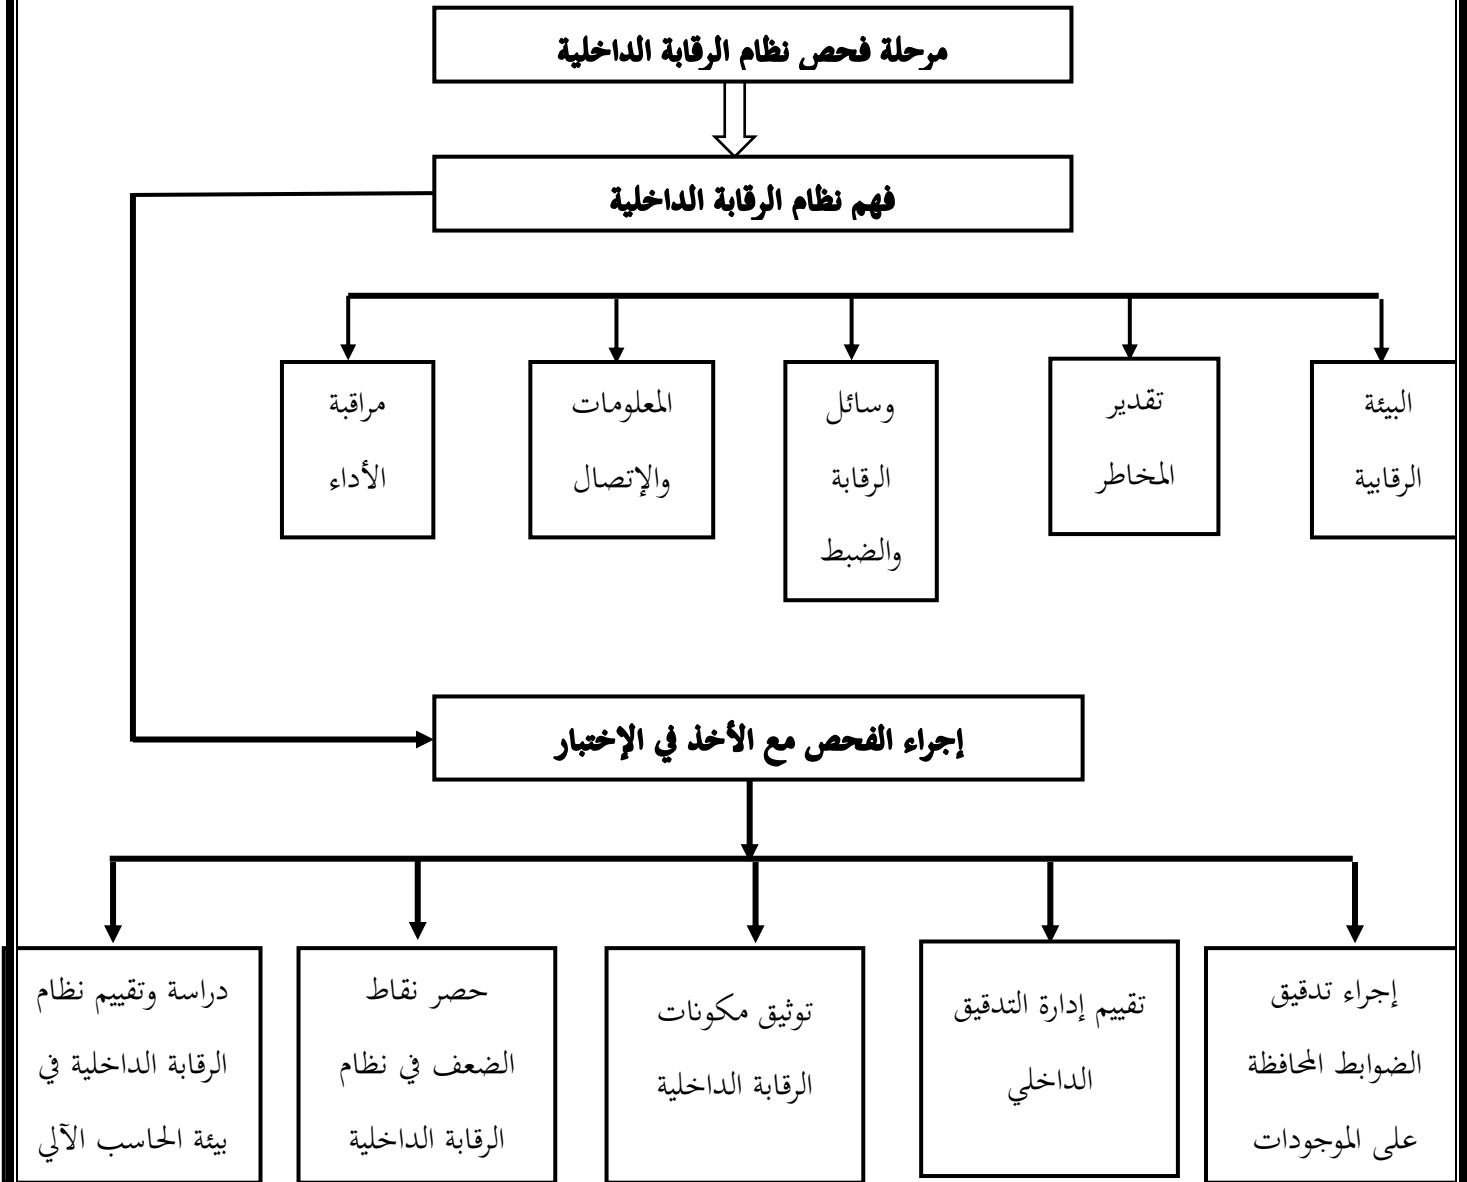 مرحلة فحص نظام الرقابة الداخلية
فهم نظام الرقابة الداخلية
البيئة
الرقابية
تقدير
المخاطر
وسائل
الرقابة
والضبط
المعلومات
والإتصال
مراقبة
الأداء
إجراء الفحص مع الأخذ في الإختبار
إجراء تدقيق
الضوابط المحافظة
على الموجودات
تقييم إدارة التدقيق
الداخلي
توثيق مكونات
الرقابة الداخلية
حصر نقاط
الضعف في نظام
الرقابة الداخلية
دراسة وتقييم نظام
الرقابة الداخلية في
بيئة الحاسب الآلي